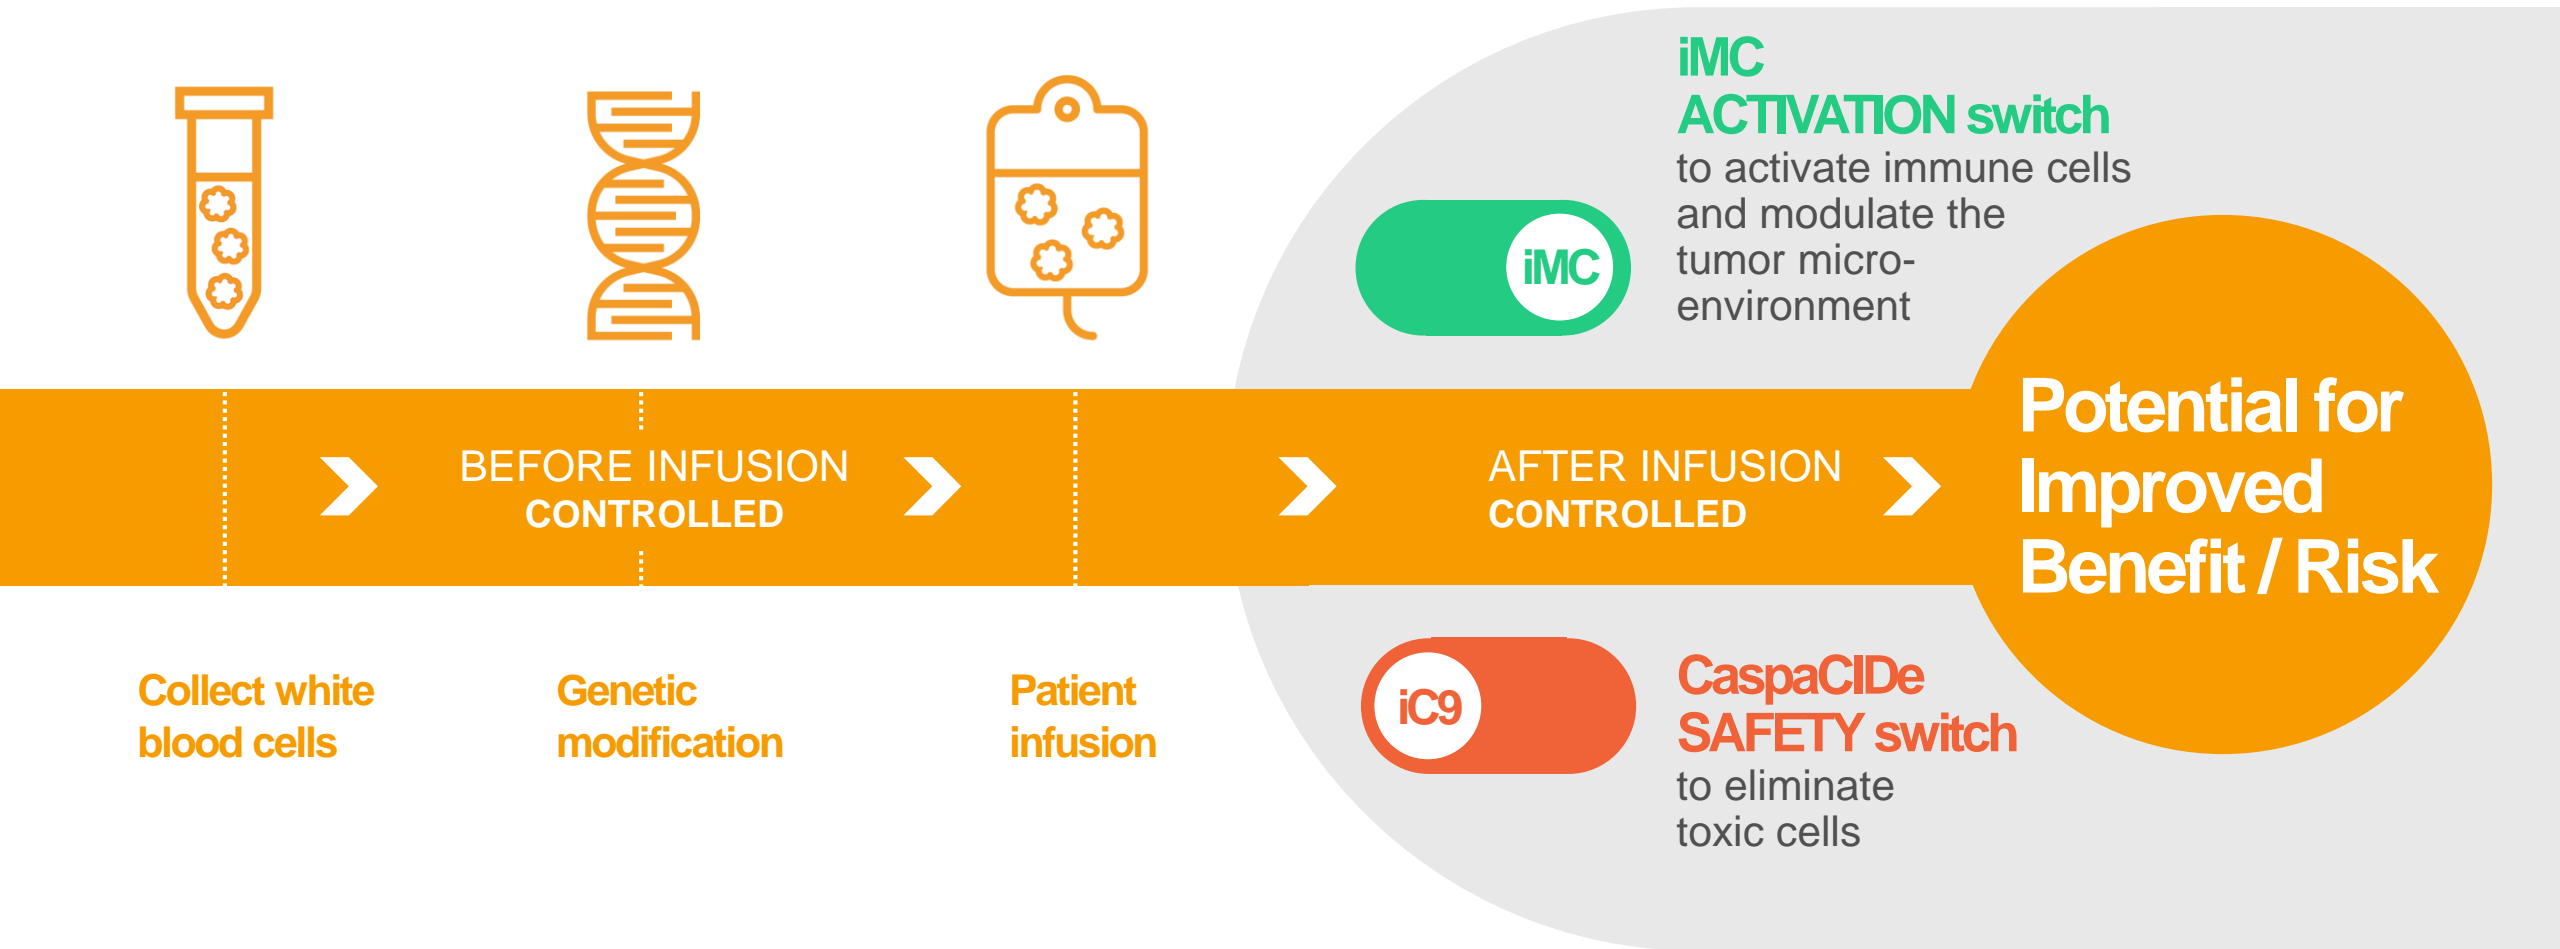 iMC
ACTIVATION switch
to activate immune cells
and modulate the
tumor micro-
environment
iMC
BEFORE INFUSION
CONTROLLED
AFTER INFUSION
CONTROLLED
Potential for
Improved
Benefit / Risk
Collect white
blood cells
Genetic
modification
Patient
infusion
iC9
CaspaCIDe
SAFETY switch
to eliminate
toxic cells